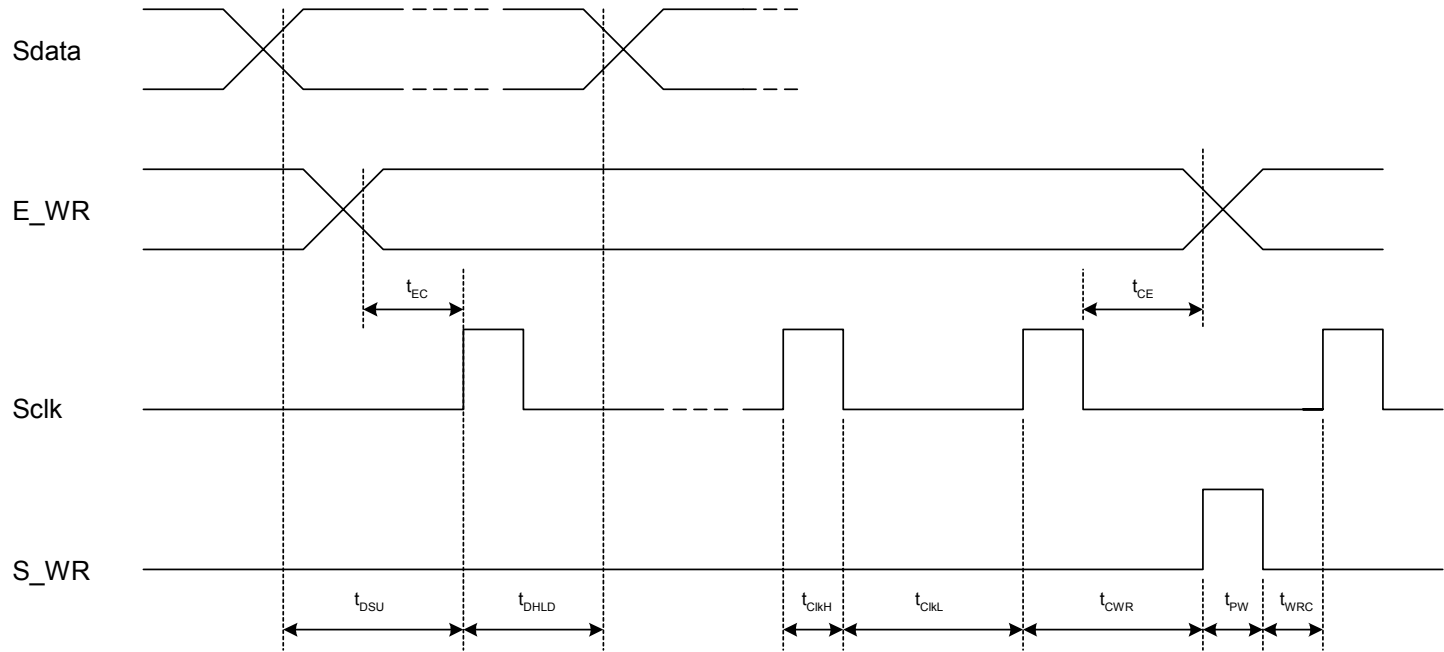 Sdata
E_WR
tEC
tCE
Sclk
S_WR
tDSU
tDHLD
tClkH
tClkL
tCWR
tPW
tWRC